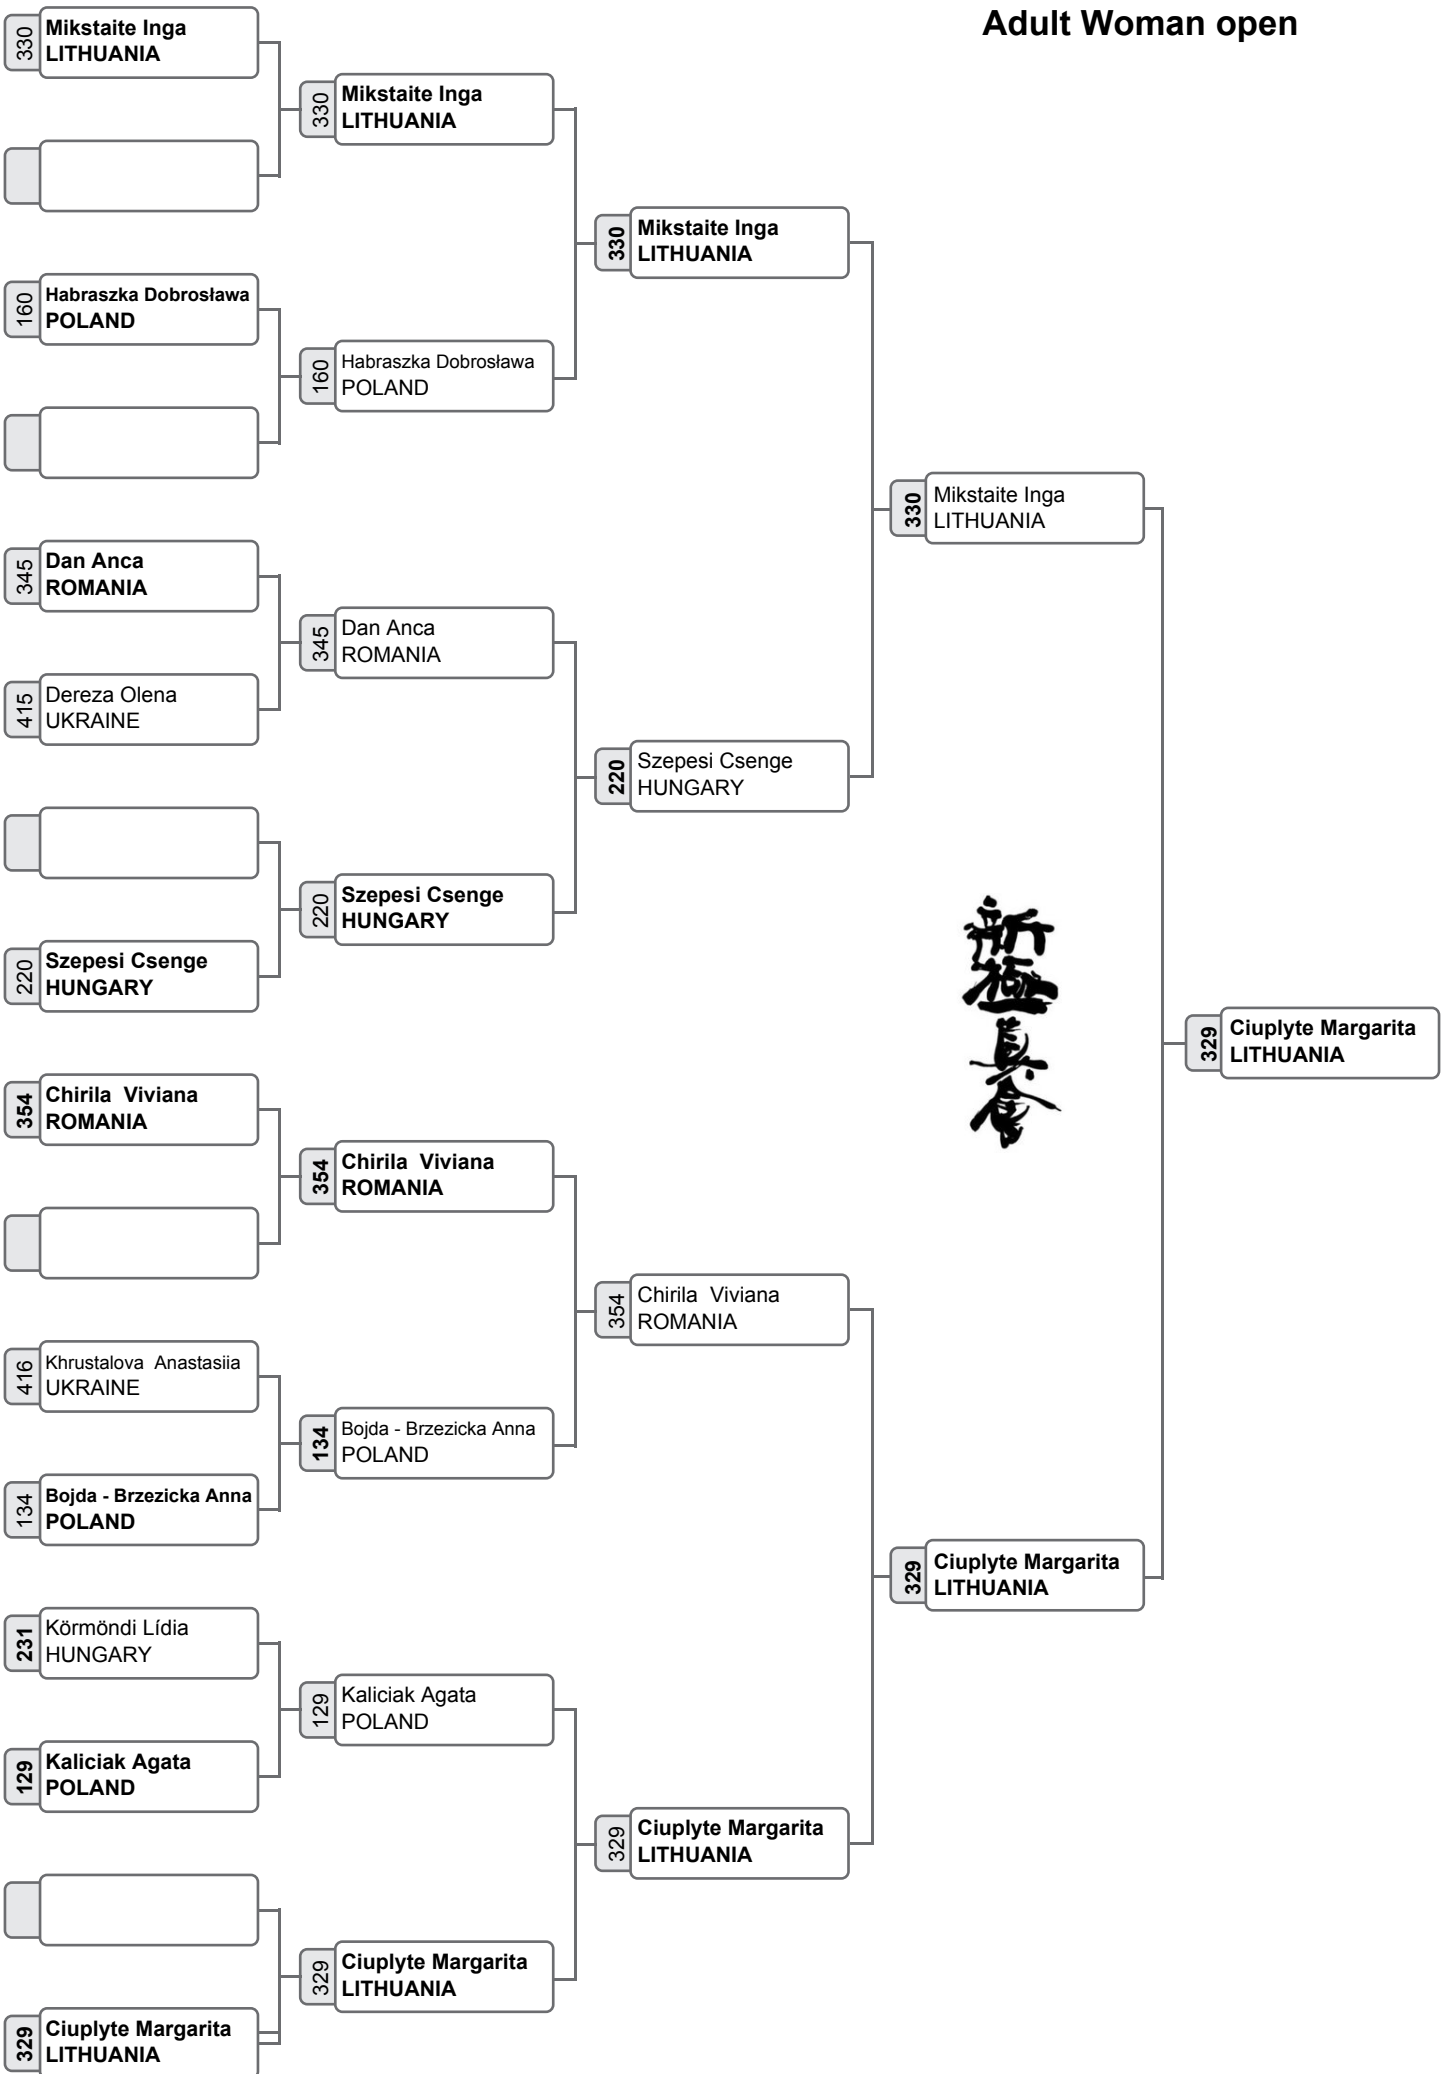 Adult Woman open
330
Mikstaite Inga
LITHUANIA
160
Habraszka Dobrosława
POLAND
345
Dan Anca
ROMANIA
415
Dereza Olena
UKRAINE
220
Szepesi Csenge
HUNGARY
354
Chirila  Viviana
ROMANIA
416
Khrustalova  Anastasiia
UKRAINE
134
Bojda - Brzezicka Anna
POLAND
231
Körmöndi Lídia
HUNGARY
129
Kaliciak Agata
POLAND
329
Ciuplyte Margarita
LITHUANIA
330
Mikstaite Inga
LITHUANIA
160
Habraszka Dobrosława
POLAND
345
Dan Anca
ROMANIA
220
Szepesi Csenge
HUNGARY
354
Chirila  Viviana
ROMANIA
134
Bojda - Brzezicka Anna
POLAND
129
Kaliciak Agata
POLAND
329
Ciuplyte Margarita
LITHUANIA
330
Mikstaite Inga
LITHUANIA
220
Szepesi Csenge
HUNGARY
354
Chirila  Viviana
ROMANIA
329
Ciuplyte Margarita
LITHUANIA
330
Mikstaite Inga
LITHUANIA
329
Ciuplyte Margarita
LITHUANIA
新極真會
329
Ciuplyte Margarita
LITHUANIA